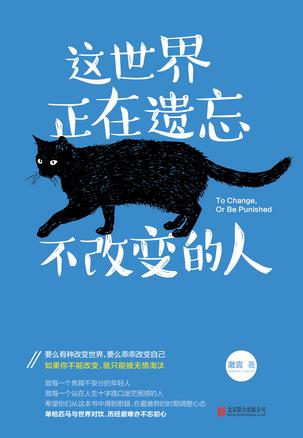 这世界
正在遗忘
To Change,
Or Be Punished
不改变的人
要么有种改变世界，要么乖乖改变自己
如果你不能改变，就只能被无情淘汰
澈言 著
致每一个焦躁不安分的年轻人
致每一个站在人生十字路口迷茫困惑的人
希望你们从这本书中得到慰藉，在最难熬的时期调整心态
单枪匹马与世界对饮，历经磨难亦不忘初心
北京联合出版公司